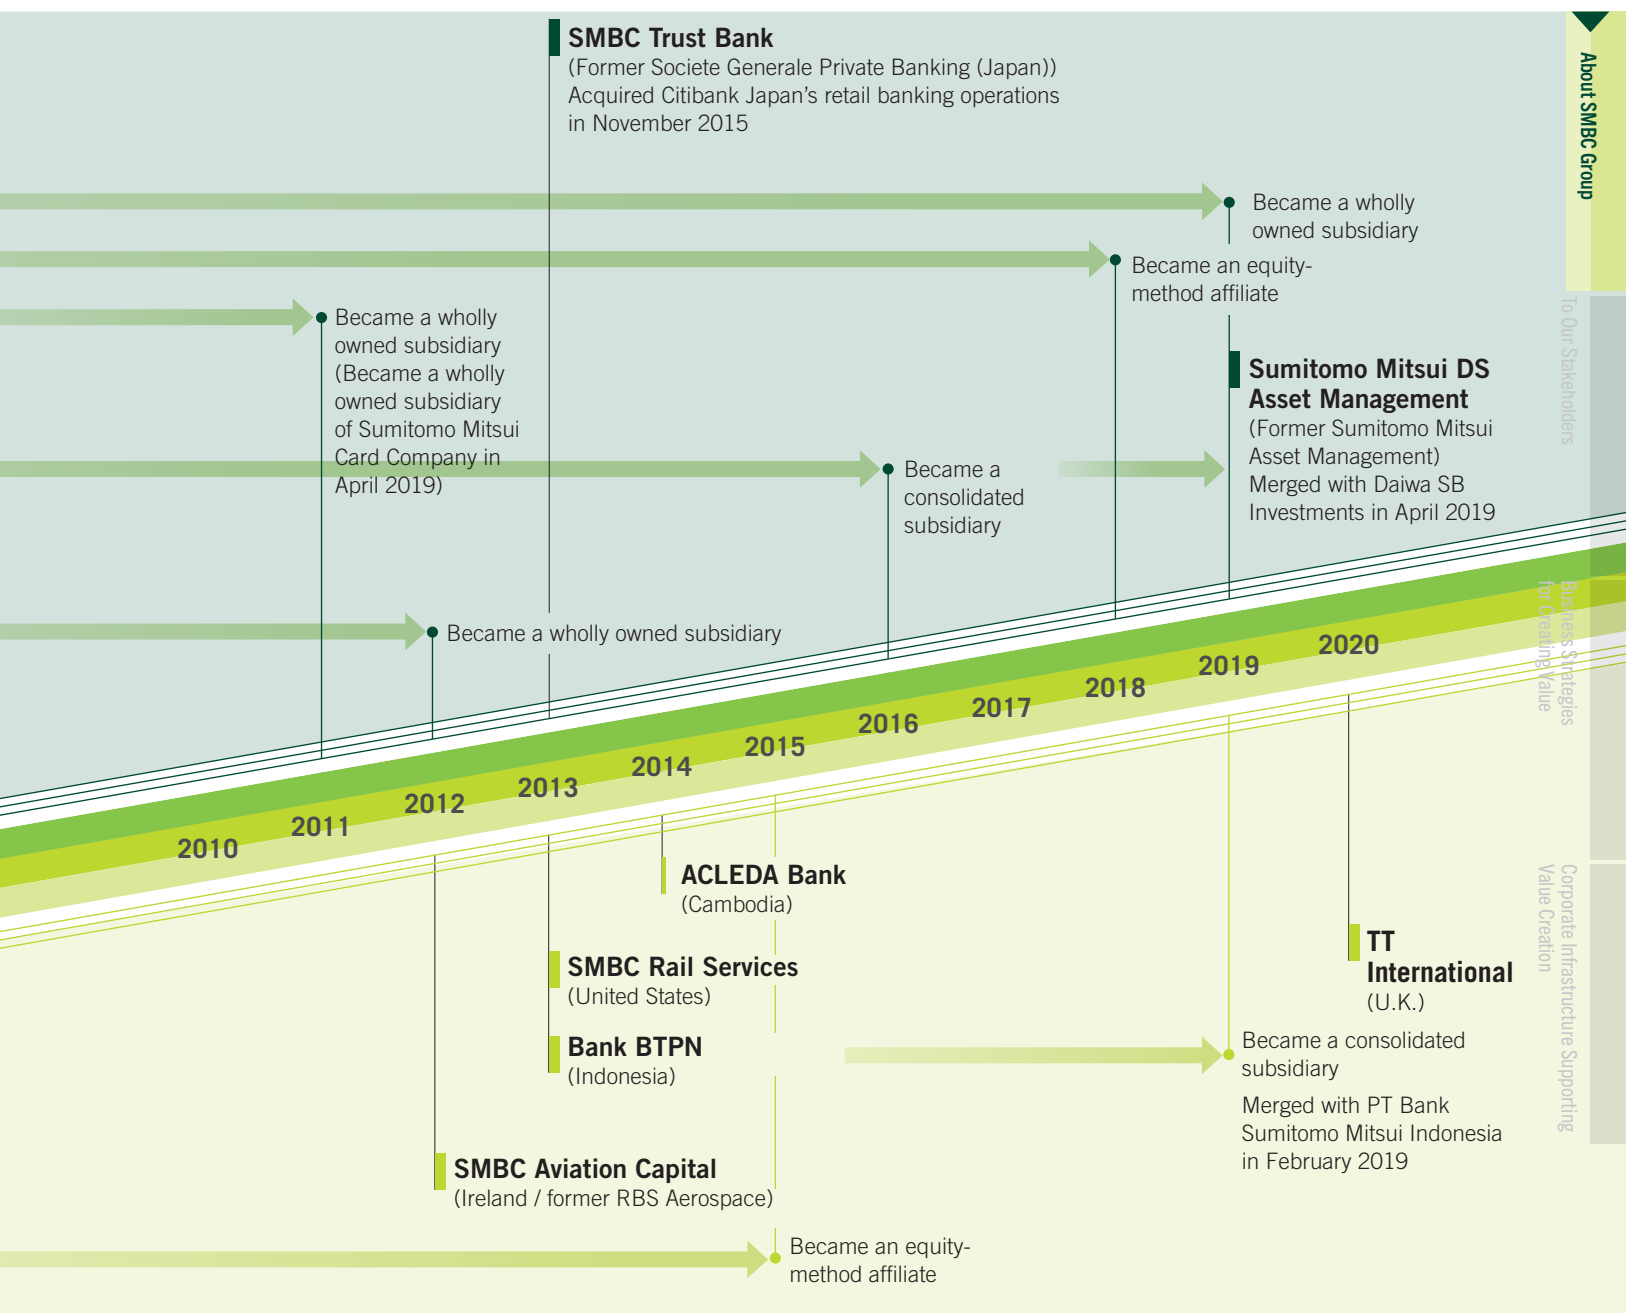 SMBC Trust Bank
(Former Societe Generale Private Banking (Japan))
Acquired Citibank Japan’s retail banking operations
in November 2015
Became a wholly
owned subsidiary
Became an equity-
method affiliate
Became a wholly
owned subsidiary
(Became a wholly
owned subsidiary
of Sumitomo Mitsui
Card Company in
April 2019)
Sumitomo Mitsui DS
Asset Management
(Former Sumitomo Mitsui
Asset Management)
Merged with Daiwa SB
Investments in April 2019
Became a
consolidated
subsidiary
Became a wholly owned subsidiary
2010
2011
2012
2013
2014
2015
2016
2017
2018
2019
2020
ACLEDA Bank
(Cambodia)
SMBC Rail Services
(United States)
Bank BTPN
(Indonesia)
SMBC Aviation Capital
(Ireland / former RBS Aerospace)
TT
International
(U.K.)
Became a consolidated
subsidiary
Merged with PT Bank
Sumitomo Mitsui Indonesia
in February 2019
Became an equity-
method affiliate
About SMBC Group
To Our Stakeholders
Business Strategies
for Creating Value
Corporate Infrastructure Supporting
Value Creation